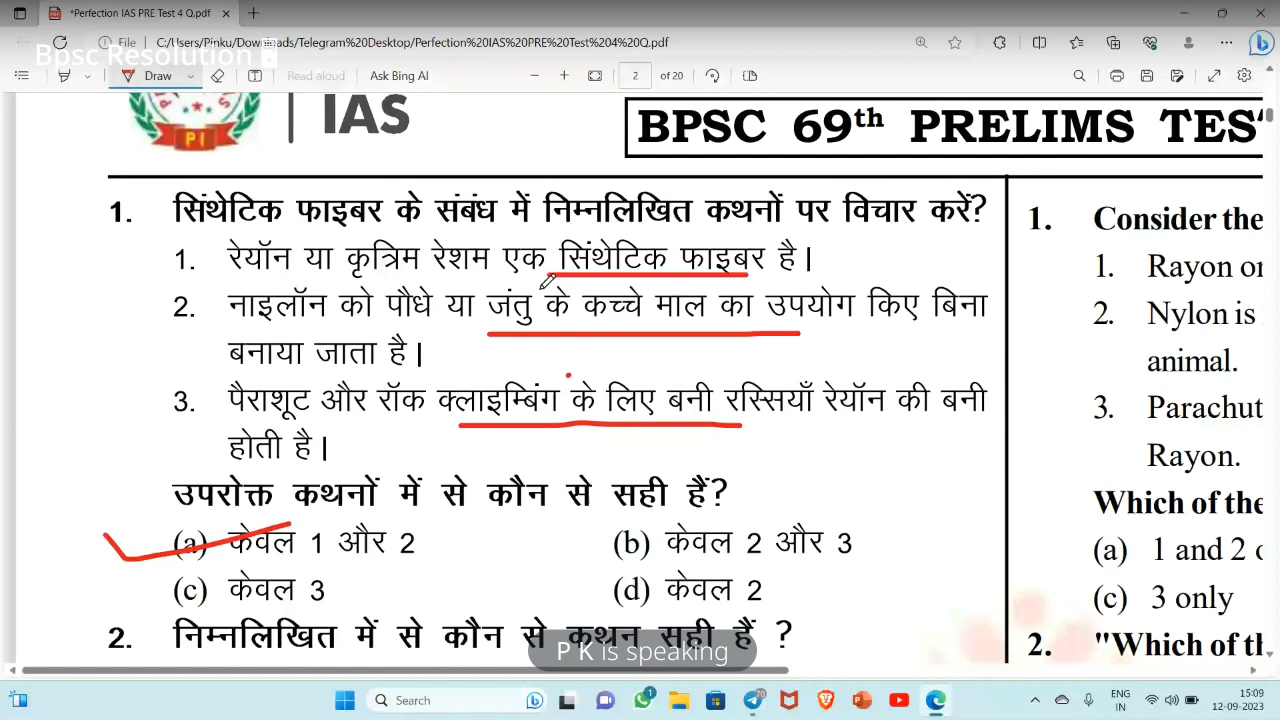 *Perfection IAS PRE Test 4 Q.pdf
File C:/Users/Pinku/Downloads/Telegram%20Desktop/Perfection%20IAS%20PRE%20Test%204%20Q.pdf
Bpsc Resolution
Draw Read aloud Ask Bing AI 2 of 20
IAS
BPSC 69th PRELIMS TEST
1. सिंथेटिक फाइबर के संबंध में निम्नलिखित कथनों पर विचार करें?
1. रेयॉन या कृत्रिम रेशम एक सिंथेटिक फाइबर है।
2. नाइलॉन को पौधे या जंतु के कच्चे माल का उपयोग किए बिना
बनाया जाता है।
3. पैराशूट और रॉक क्लाइम्बिंग के लिए बनी रस्सियाँ रेयॉन की बनी
होती है।
उपरोक्त कथनों में से कौन से सही हैं?
(a) केवल 1 और 2 (b) केवल 2 और 3
(c) केवल 3 (d) केवल 2
2. निम्नलिखित में से कौन से कथन सही हैं ?
1. Consider the
1. Rayon or
2. Nylon is
animal.
3. Parachut
Rayon.
Which of the
(a) 1 and 2 o
(c) 3 only
2. "Which of th
P K is speaking
Search
ENG
IN
15:09
12-09-2023